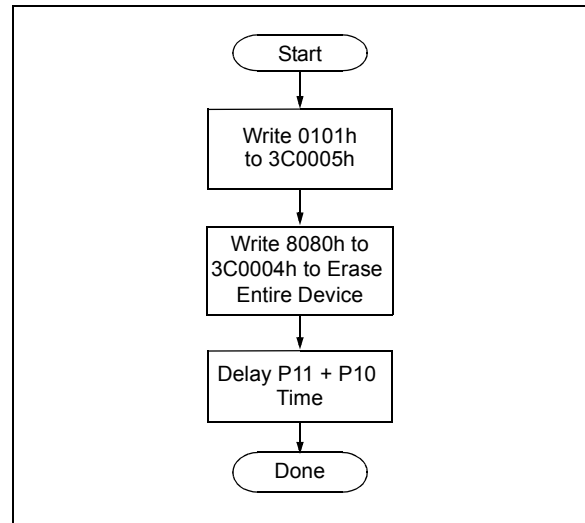 Start
Write 0101h
to 3C0005h
Write 8080h to
3C0004h to Erase
Entire Device
Delay P11 + P10
Time
Done